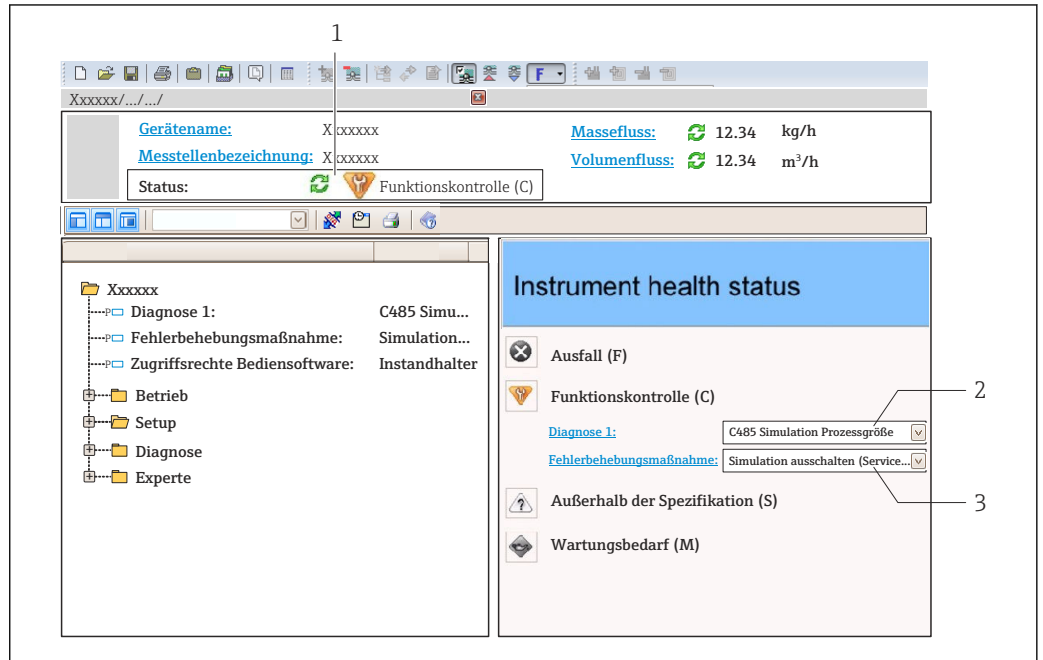 1
F
Xxxxxx/.../.../
Gerätename: Xxxxxxx Massefluss: 12.34 kg/h
Messtellenbezeichnung: Xxxxxxx Volumenfluss: 12.34 m³/h
Status: Funktionskontrolle (C)
Xxxxxx
Diagnose 1: C485 Simu...
Fehlerbehebungsmaßnahme: Simulation...
Zugriffsrechte Bediensoftware: Instandhalter
Betrieb
Setup
Diagnose
Experte
Instrument health status
Ausfall (F)
Funktionskontrolle (C)
2
Diagnose 1: C485 Simulation Prozessgröße
Fehlerbehebungsmaßnahme: Simulation ausschalten (Service...
3
Außerhalb der Spezifikation (S)
Wartungsbedarf (M)